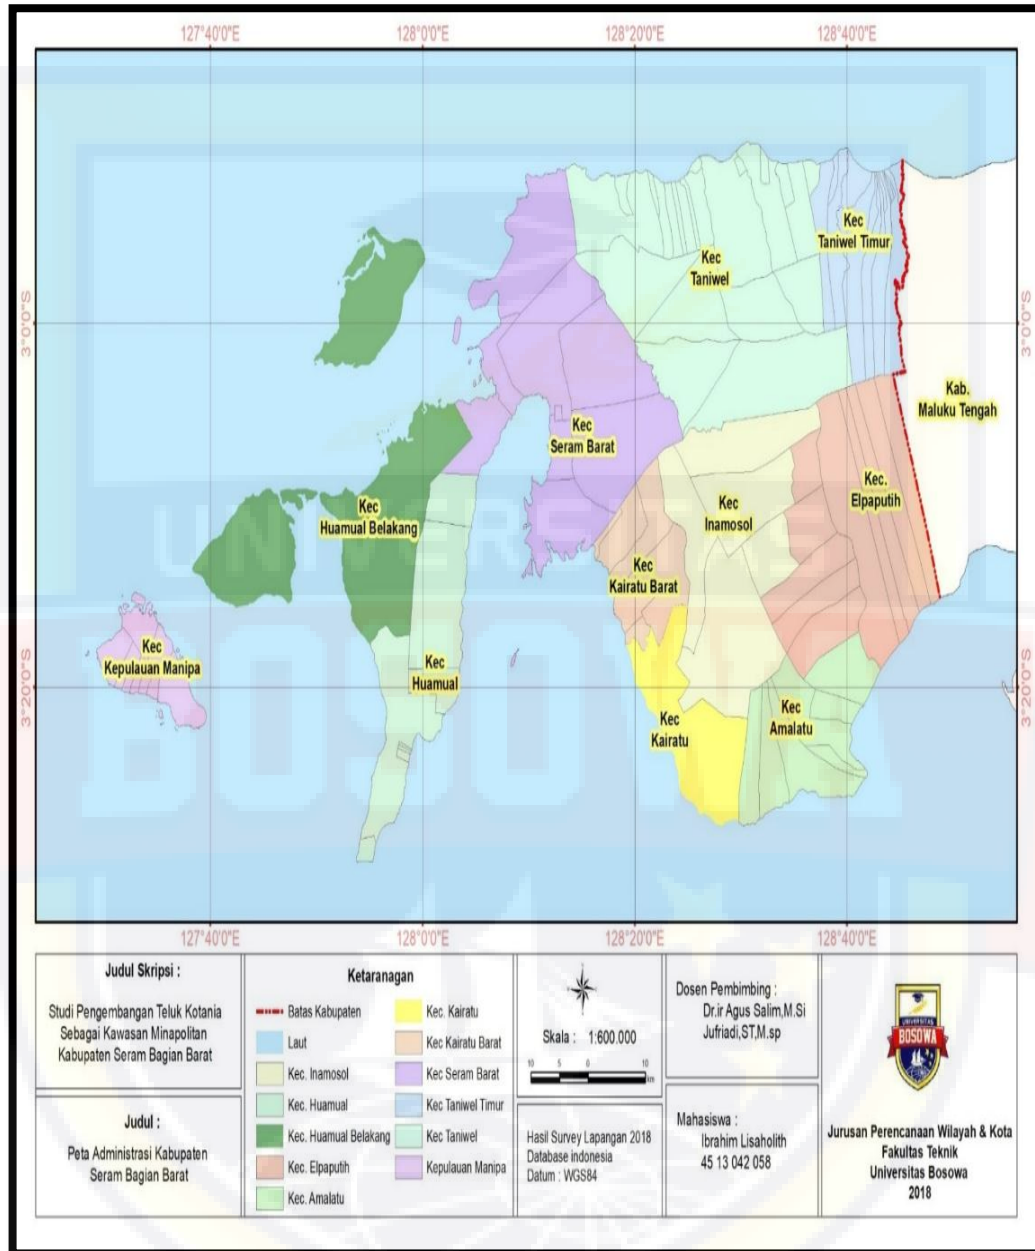 127°40'0"E 128°0'0"E 128°20'0"E 128°40'0"E
3°0'0"S
3°0'0"S
3°20'0"S
3°20'0"S
Kec
Taniwel Timur
Kec
Taniwel
Kab.
Maluku Tengah
Kec
Seram Barat
Kec.
Elpaputih
Kec
Huamual Belakang
Kec
Inamosol
Kec
Kairatu Barat
Kec
Kepulauan Manipa
Kec
Huamual
Kec
Kairatu
Kec
Amalatu
UNIVERSITAS
BOSOWA
127°40'0"E 128°0'0"E 128°20'0"E 128°40'0"E
Judul Skripsi :
Studi Pengembangan Teluk Kotania
Sebagai Kawasan Minapolitan
Kabupaten Seram Bagian Barat
Judul :
Peta Administrasi Kabupaten
Seram Bagian Barat
Ketaranagan
Batas Kabupaten
Laut
Kec. Inamosol
Kec. Huamual
Kec. Huamual Belakang
Kec. Elpaputih
Kec. Amalatu
Kec. Kairatu
Kec Kairatu Barat
Kec Seram Barat
Kec Taniwel Timur
Kec Taniwel
Kepulauan Manipa
Skala : 1:600.000
10 5 0 10
km
Hasil Survey Lapangan 2018
Database indonesia
Datum : WGS84
Dosen Pembimbing :
Dr.ir Agus Salim,M.Si
Jufriadi,ST,M.sp
Mahasiswa :
Ibrahim Lisaholith
45 13 042 058
UNIVERSITAS
BOSOWA
Jurusan Perencanaan Wilayah & Kota
Fakultas Teknik
Universitas Bosowa
2018